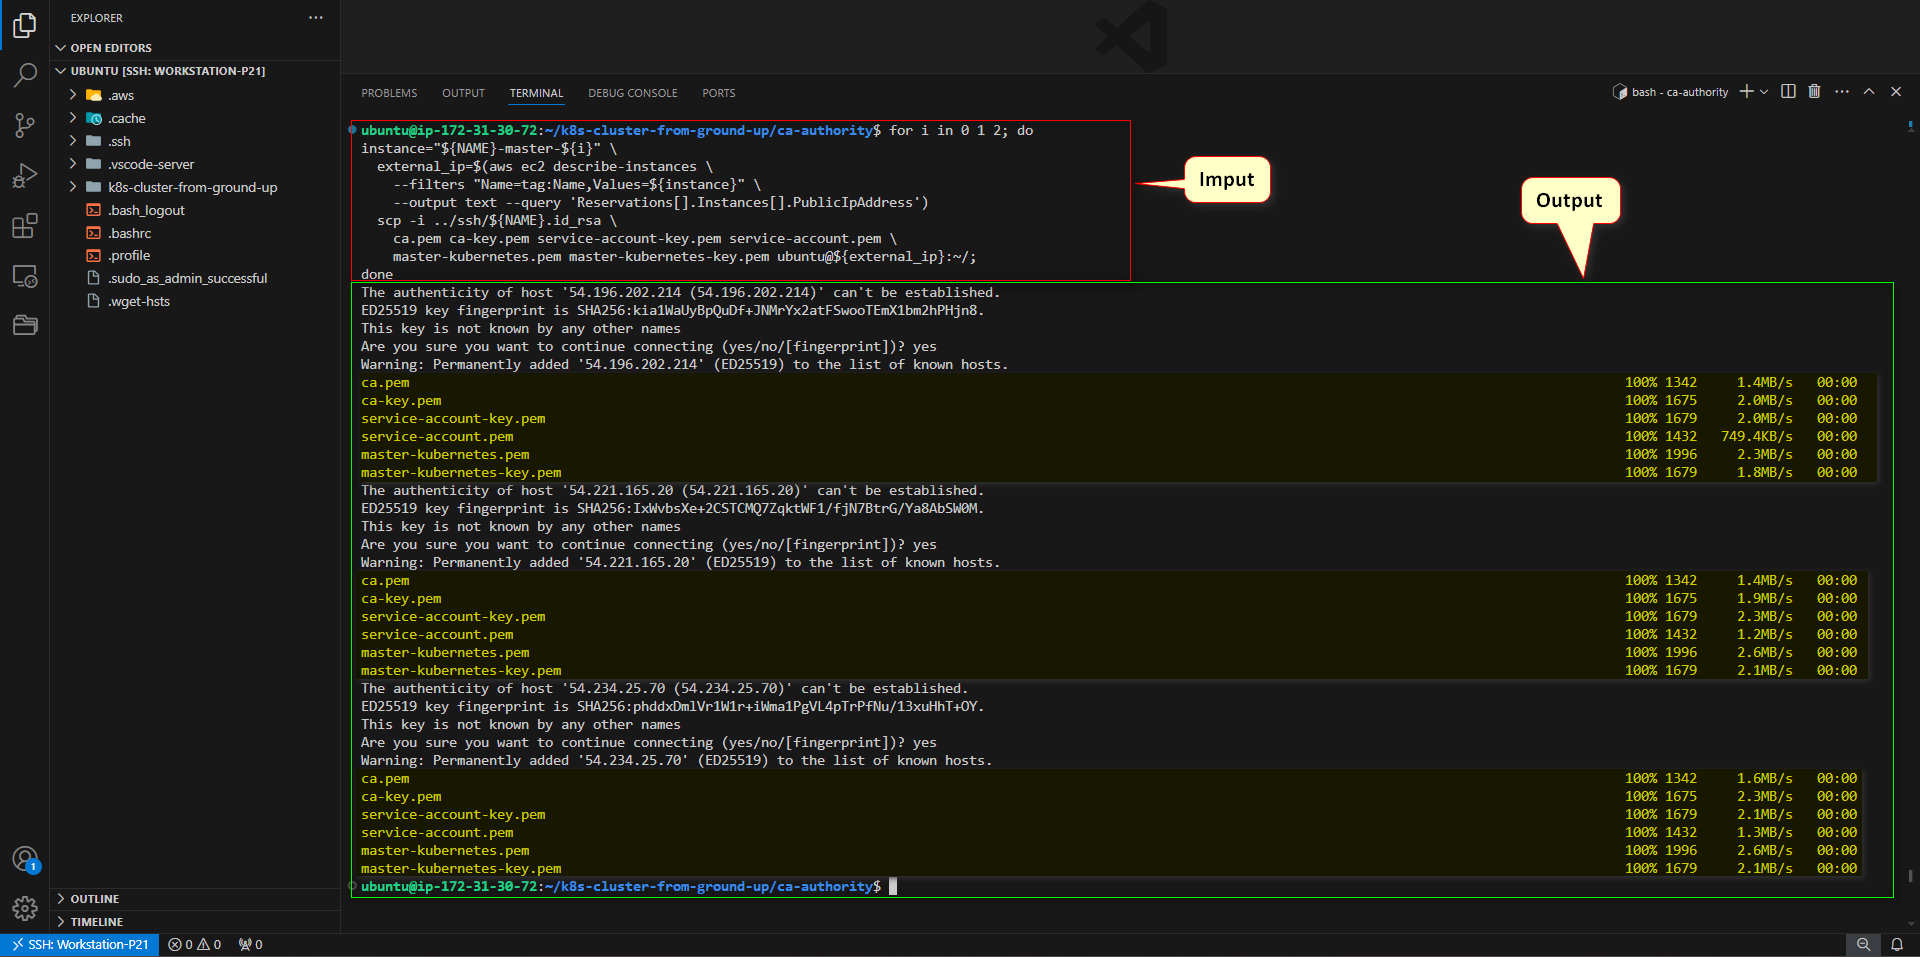 EXPLORER
OPEN EDITORS
UBUNTU [SSH: WORKSTATION-P21]
.aws
.cache
.ssh
.vscode-server
k8s-cluster-from-ground-up
.bash_logout
.bashrc
.profile
.sudo_as_admin_successful
.wget-hsts
OUTLINE
TIMELINE
1
PROBLEMS OUTPUT TERMINAL DEBUG CONSOLE PORTS
bash - ca-authority
ubuntu@ip-172-31-30-72:~/k8s-cluster-from-ground-up/ca-authority$ for i in 0 1 2; do
instance="${NAME}-master-${i}" \
external_ip=$(aws ec2 describe-instances \
--filters "Name=tag:Name,Values=${instance}" \
--output text --query 'Reservations[].Instances[].PublicIpAddress')
scp -i ../ssh/${NAME}.id_rsa \
ca.pem ca-key.pem service-account-key.pem service-account.pem \
master-kubernetes.pem master-kubernetes-key.pem ubuntu@${external_ip}:~/;
done
Imput
Output
The authenticity of host '54.196.202.214 (54.196.202.214)' can't be established.
ED25519 key fingerprint is SHA256:kia1WaUyBpQuDf+JNMrYx2atFSwooTEmX1bm2hPHjn8.
This key is not known by any other names
Are you sure you want to continue connecting (yes/no/[fingerprint])? yes
Warning: Permanently added '54.196.202.214' (ED25519) to the list of known hosts.
ca.pem 100% 1342 1.4MB/s 00:00
ca-key.pem 100% 1675 2.0MB/s 00:00
service-account-key.pem 100% 1679 2.0MB/s 00:00
service-account.pem 100% 1432 749.4KB/s 00:00
master-kubernetes.pem 100% 1996 2.3MB/s 00:00
master-kubernetes-key.pem 100% 1679 1.8MB/s 00:00
The authenticity of host '54.221.165.20 (54.221.165.20)' can't be established.
ED25519 key fingerprint is SHA256:IxWvbsXe+2CSTCMQ7ZqktWF1/fjN7BtrG/Ya8AbSW0M.
This key is not known by any other names
Are you sure you want to continue connecting (yes/no/[fingerprint])? yes
Warning: Permanently added '54.221.165.20' (ED25519) to the list of known hosts.
ca.pem 100% 1342 1.4MB/s 00:00
ca-key.pem 100% 1675 1.9MB/s 00:00
service-account-key.pem 100% 1679 2.3MB/s 00:00
service-account.pem 100% 1432 1.2MB/s 00:00
master-kubernetes.pem 100% 1996 2.6MB/s 00:00
master-kubernetes-key.pem 100% 1679 2.1MB/s 00:00
The authenticity of host '54.234.25.70 (54.234.25.70)' can't be established.
ED25519 key fingerprint is SHA256:phddxDmlVr1W1r+iWma1PgVL4pTrPfNu/13xuHhT+OY.
This key is not known by any other names
Are you sure you want to continue connecting (yes/no/[fingerprint])? yes
Warning: Permanently added '54.234.25.70' (ED25519) to the list of known hosts.
ca.pem 100% 1342 1.6MB/s 00:00
ca-key.pem 100% 1675 2.3MB/s 00:00
service-account-key.pem 100% 1679 2.1MB/s 00:00
service-account.pem 100% 1432 1.3MB/s 00:00
master-kubernetes.pem 100% 1996 2.6MB/s 00:00
master-kubernetes-key.pem 100% 1679 2.1MB/s 00:00
ubuntu@ip-172-31-30-72:~/k8s-cluster-from-ground-up/ca-authority$
SSH: Workstation-P21 0 0 0